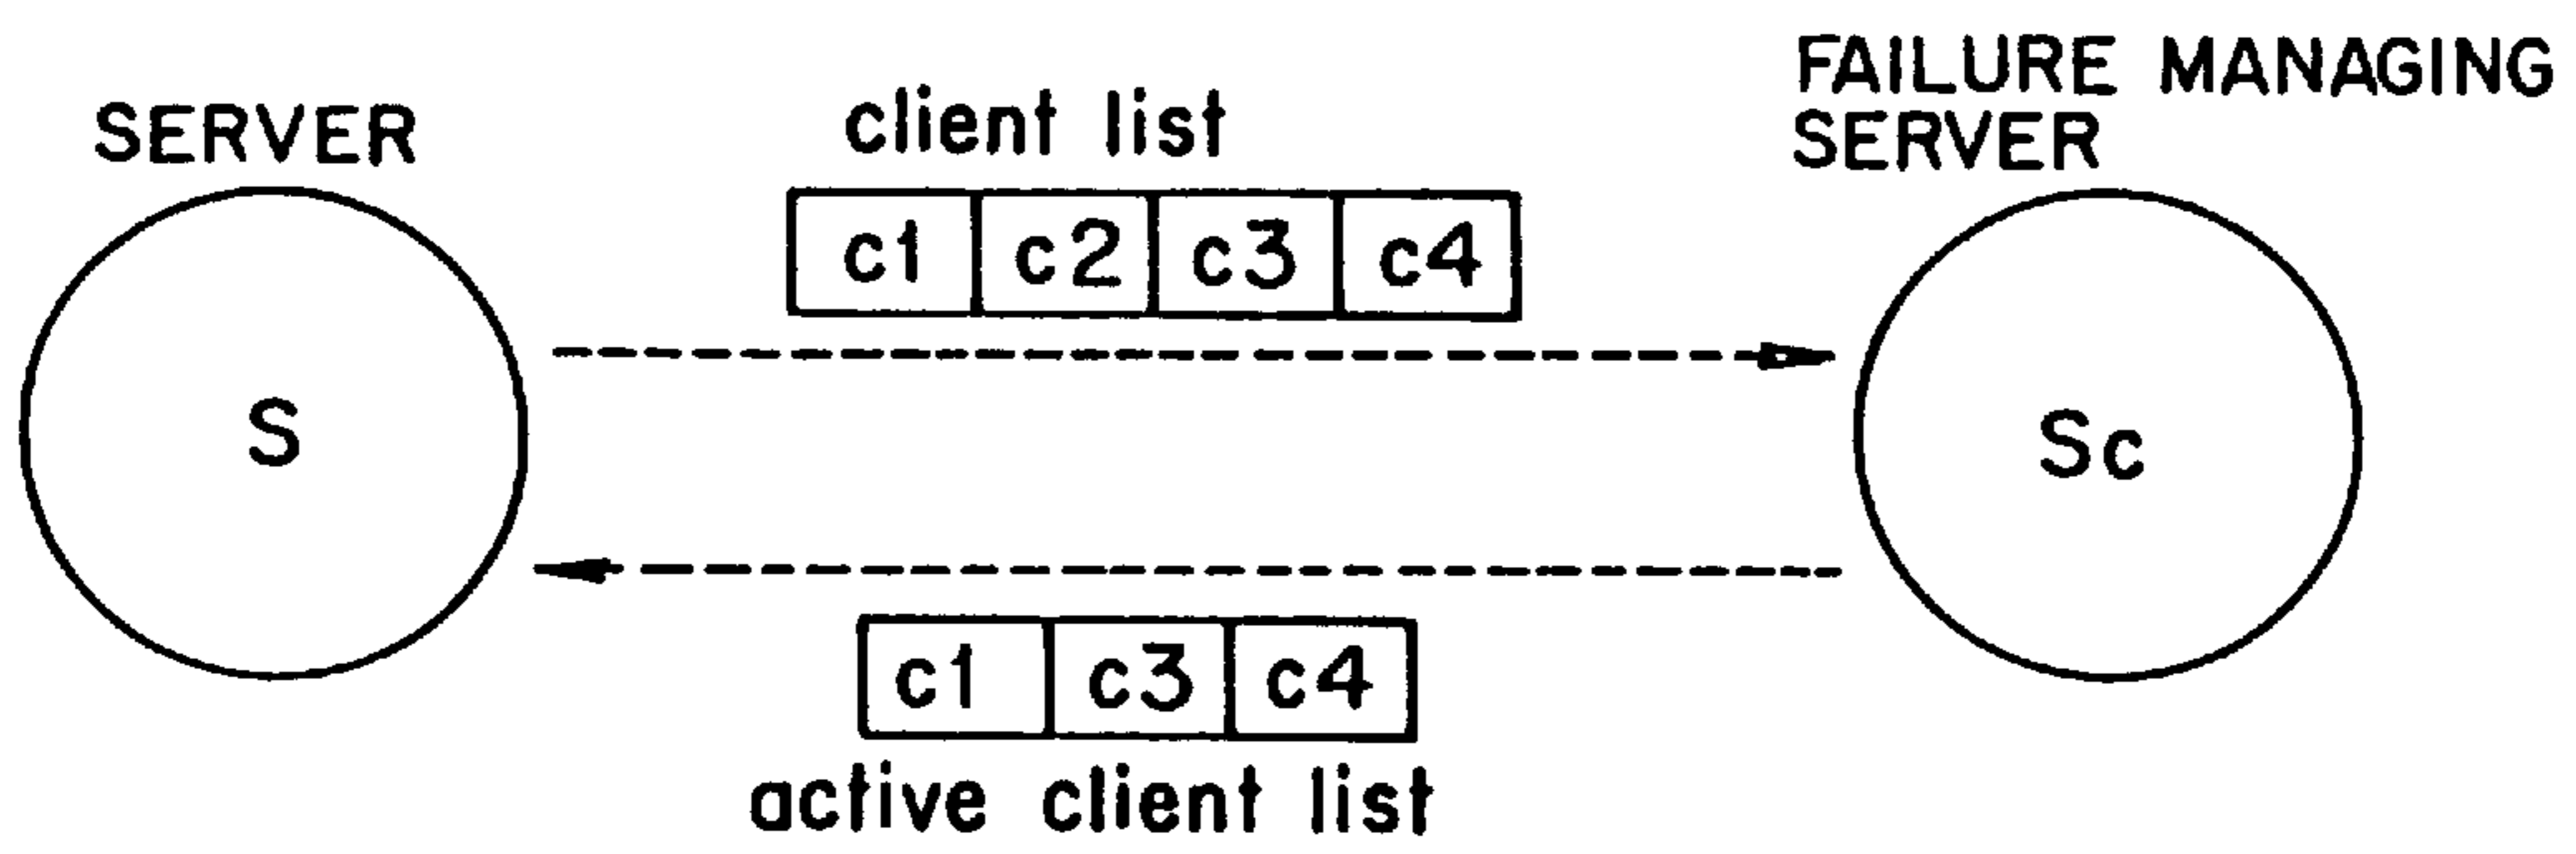 SERVER
client list
FAILURE MANAGING
SERVER
c1 c2 c3 c4
S
Sc
c1 c3 c4
active client list